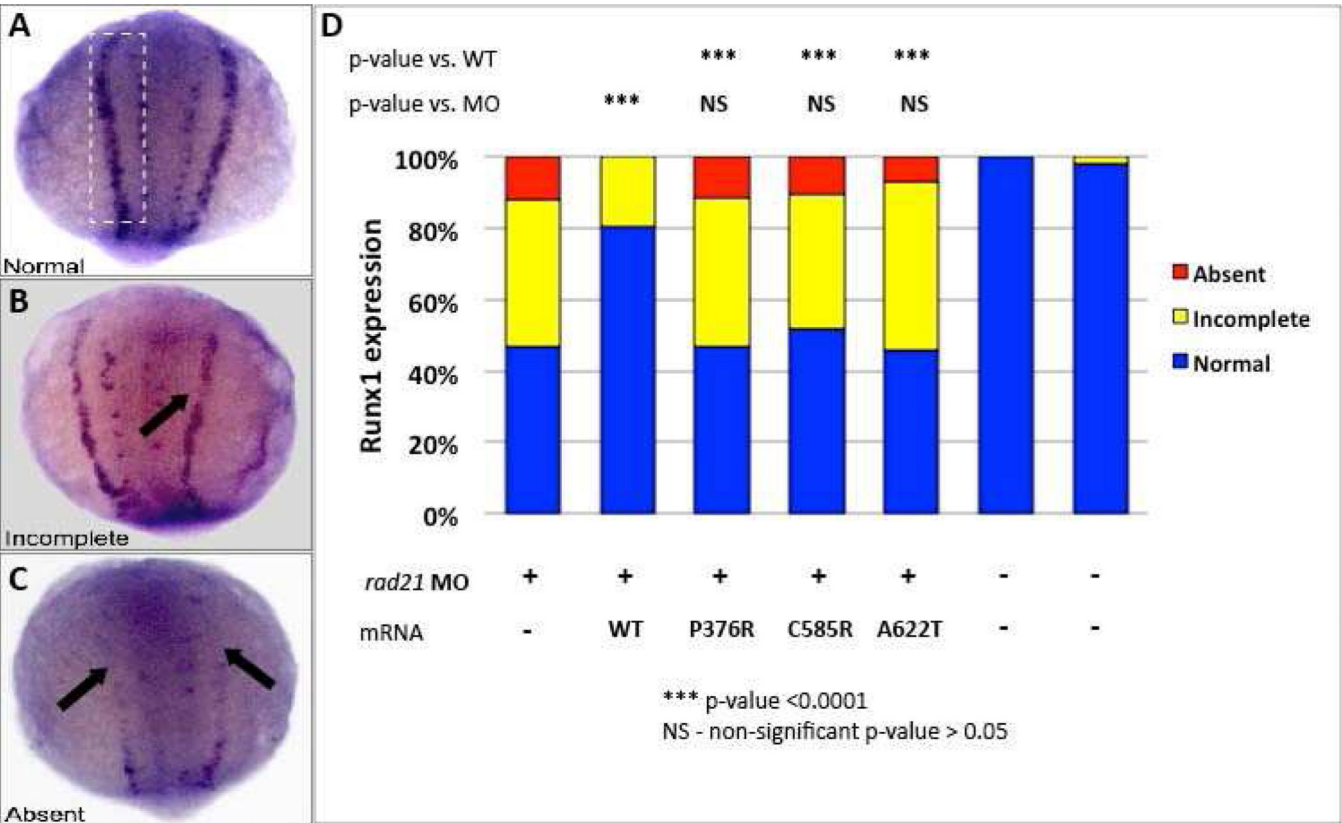 A
Normal
B
Incomplete
C
Absent
D
p-value vs. WT *** *** ***
p-value vs. MO *** NS NS NS
100%
80%
60%
40%
20%
0%
Runx1 expression
Absent
Incomplete
Normal
rad21 MO + + + + + - -
mRNA - WT P376R C585R A622T - -
*** p-value <0.0001
NS - non-significant p-value > 0.05